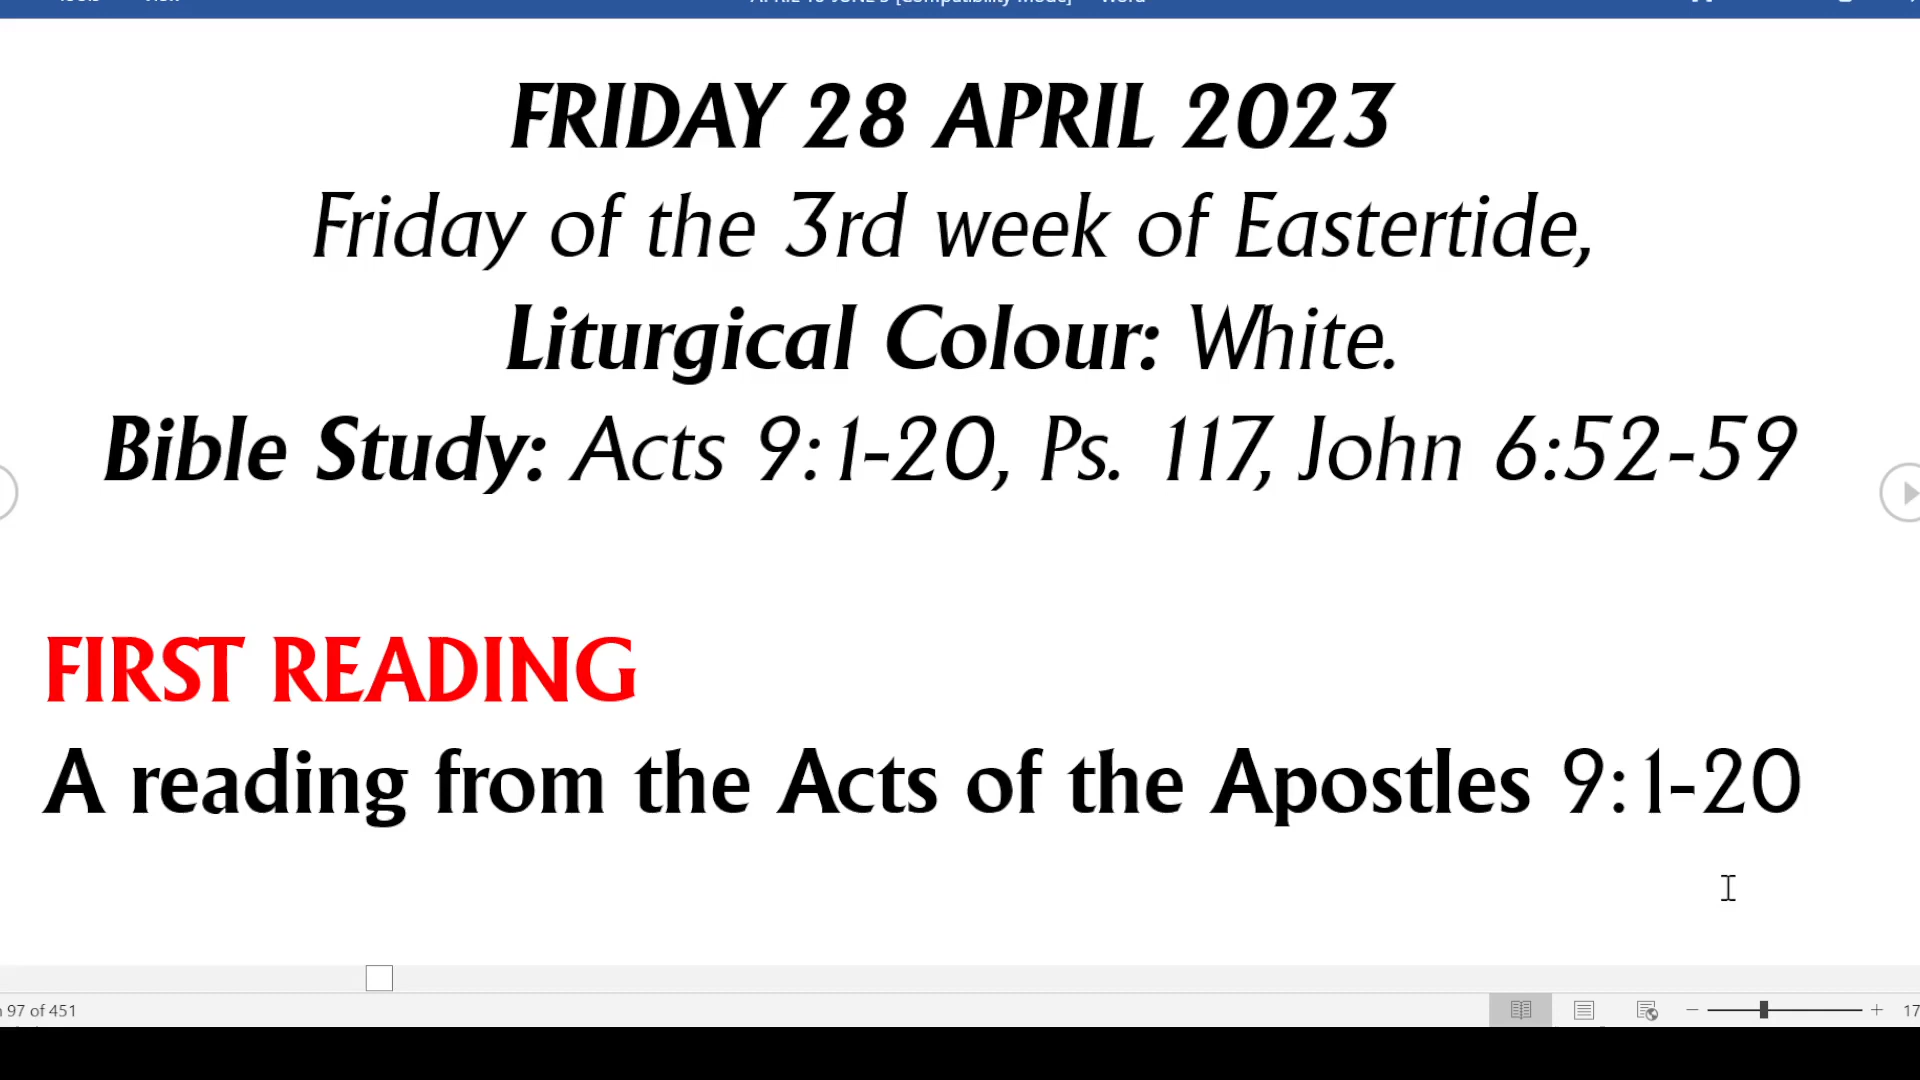 FRIDAY 28 APRIL 2023
Friday of the 3rd week of Eastertide,
Liturgical Colour: White.
Bible Study: Acts 9:1-20, Ps. 117, John 6:52-59
FIRST READING
A reading from the Acts of the Apostles 9:1-20
97 of 451
17